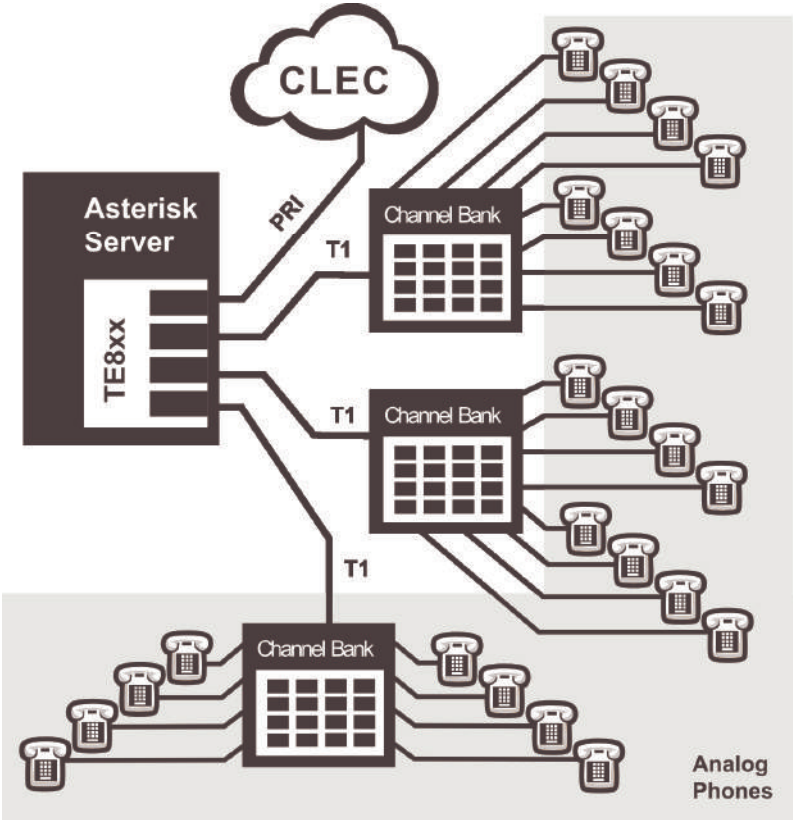 CLEC
Asterisk
Server
TE8xx
PRI
T1
Channel Bank
T1
Channel Bank
T1
Channel Bank
Analog
Phones